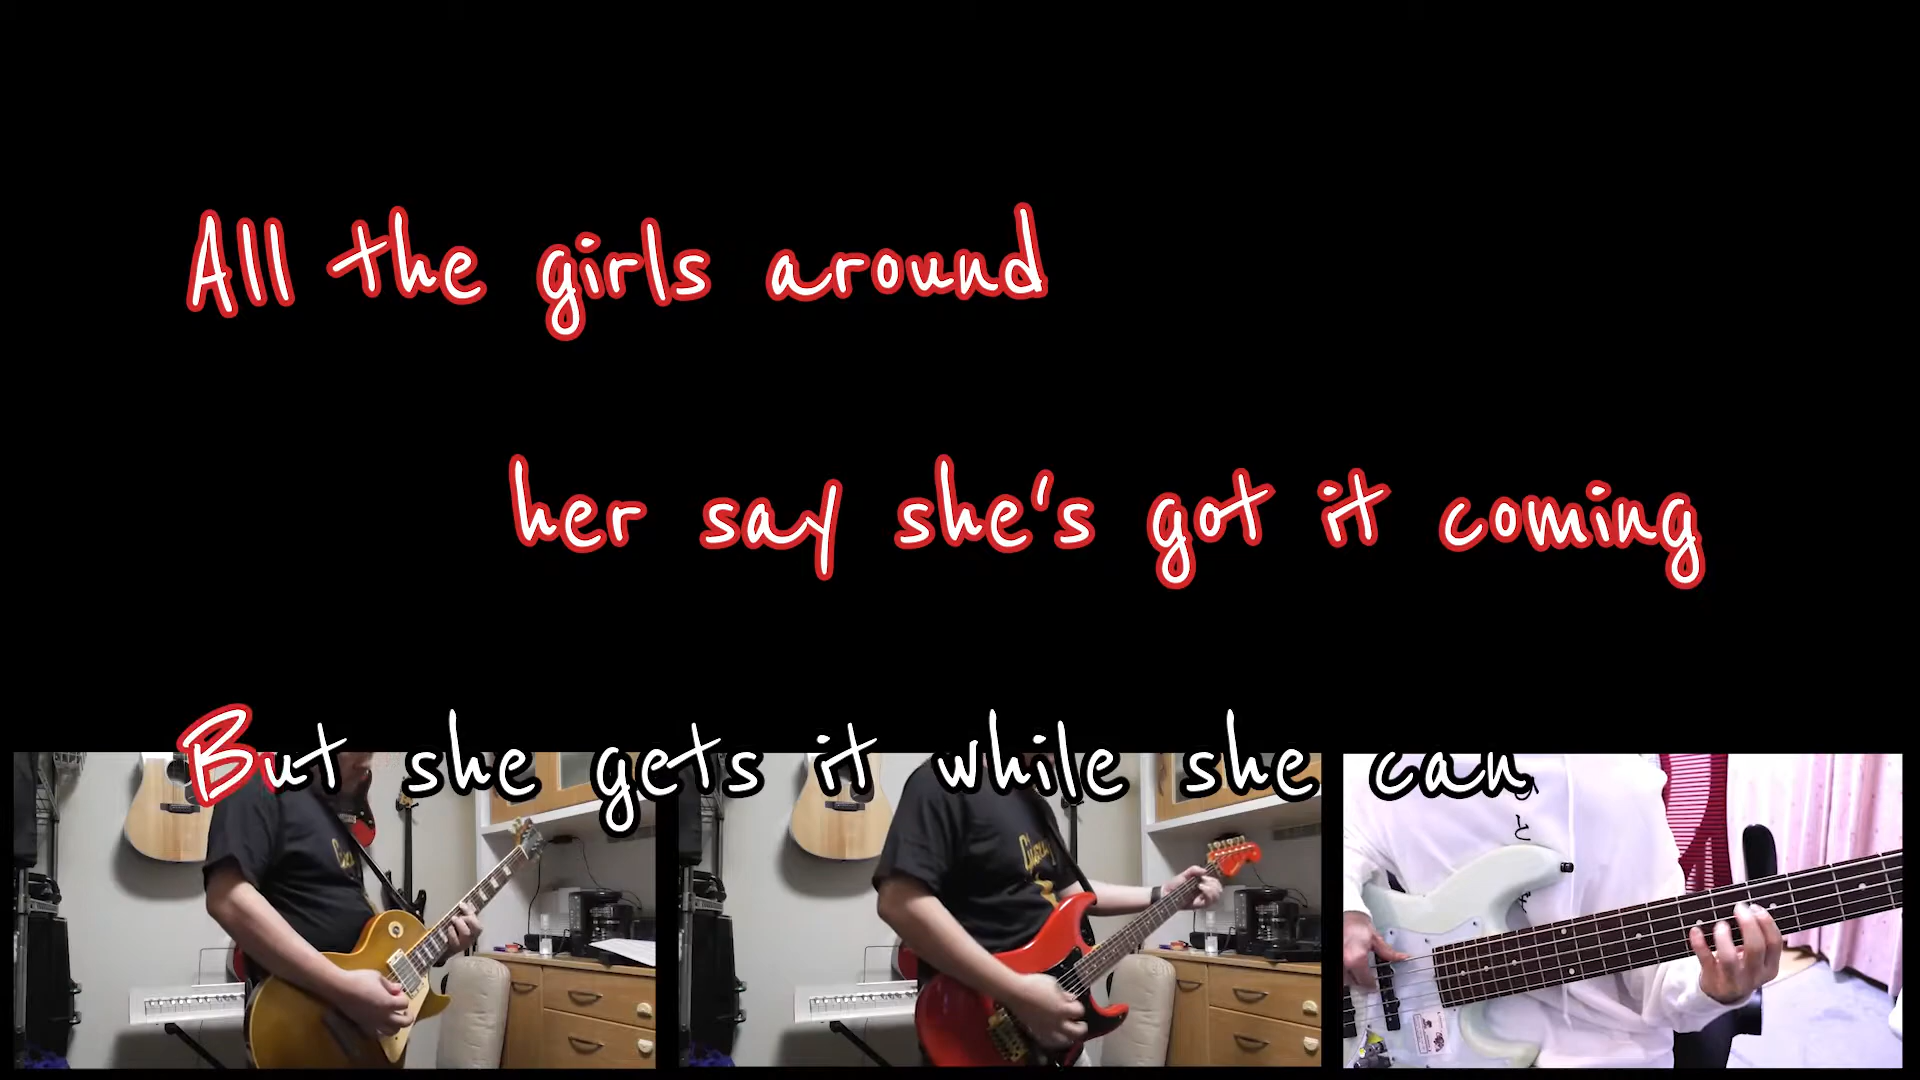 All the girls around
her say she's got it coming
But she gets it while she can